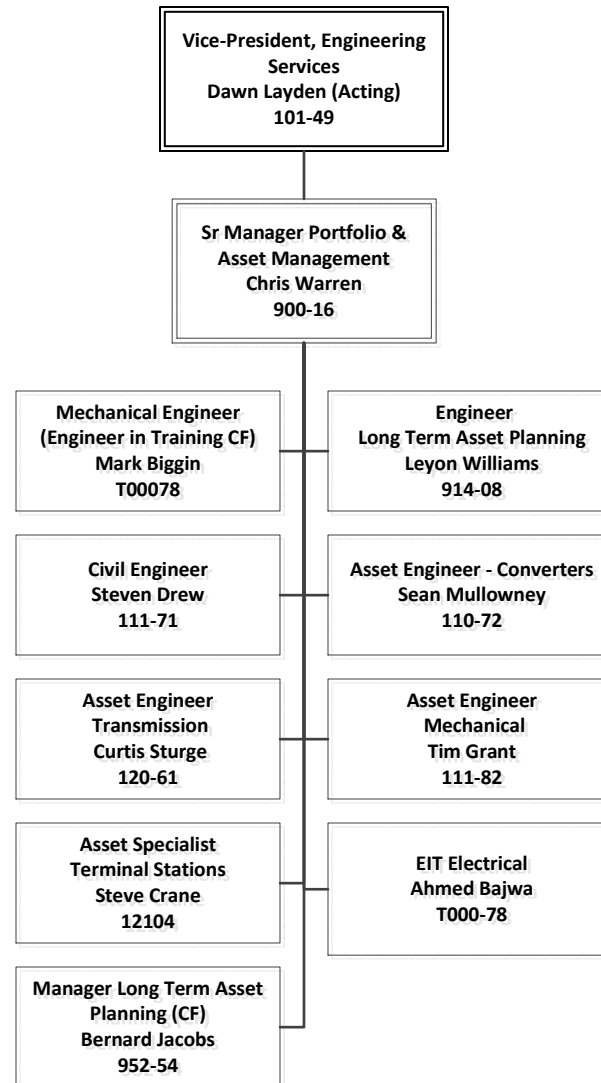 Vice-President, Engineering
Services
Dawn Layden (Acting)
101-49
Sr Manager Portfolio &
Asset Management
Chris Warren
900-16
Mechanical Engineer
(Engineer in Training CF)
Mark Biggin
T00078
Engineer
Long Term Asset Planning
Leyon Williams
914-08
Civil Engineer
Steven Drew
111-71
Asset Engineer - Converters
Sean Mullowney
110-72
Asset Engineer
Transmission
Curtis Sturge
120-61
Asset Engineer
Mechanical
Tim Grant
111-82
Asset Specialist
Terminal Stations
Steve Crane
12104
EIT Electrical
Ahmed Bajwa
T000-78
Manager Long Term Asset
Planning (CF)
Bernard Jacobs
952-54